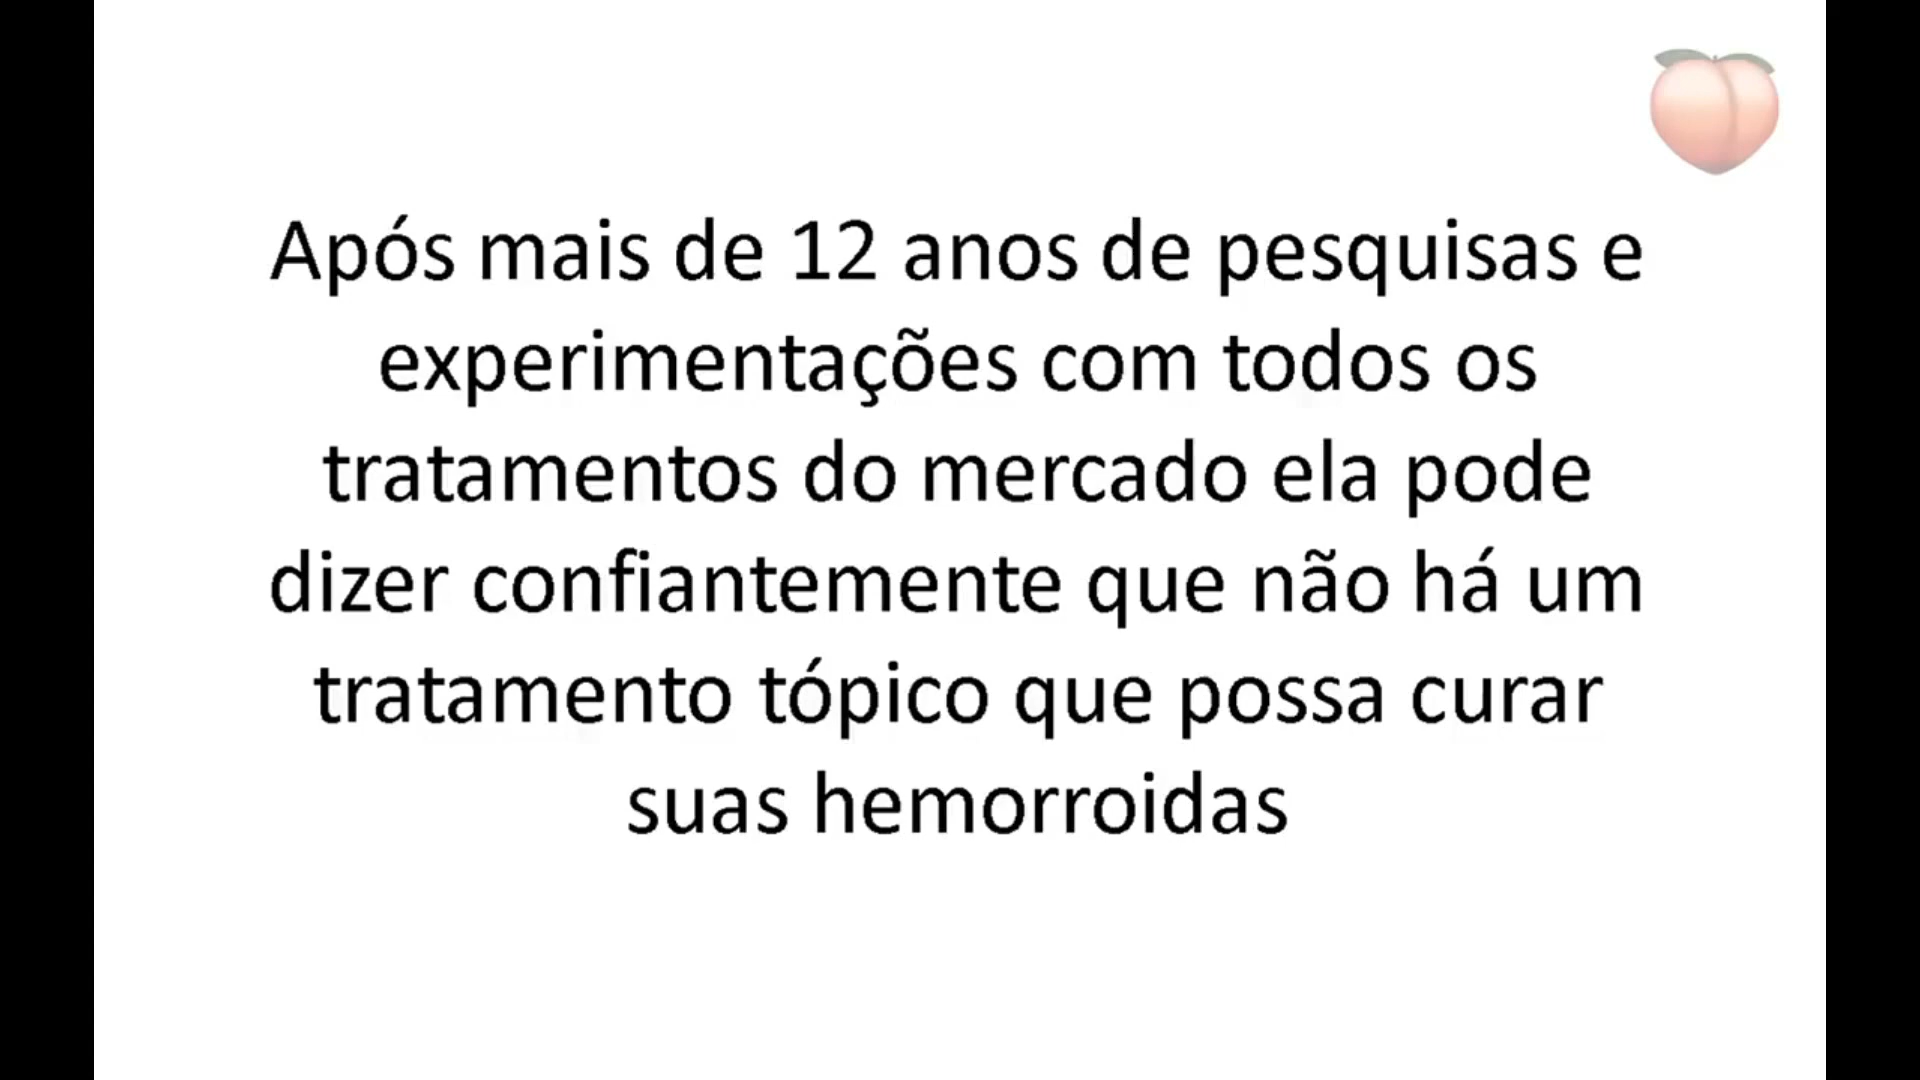 Após mais de 12 anos de pesquisas e
experimentações com todos os
tratamentos do mercado ela pode
dizer confiantemente que não há um
tratamento tópico que possa curar
suas hemorroidas